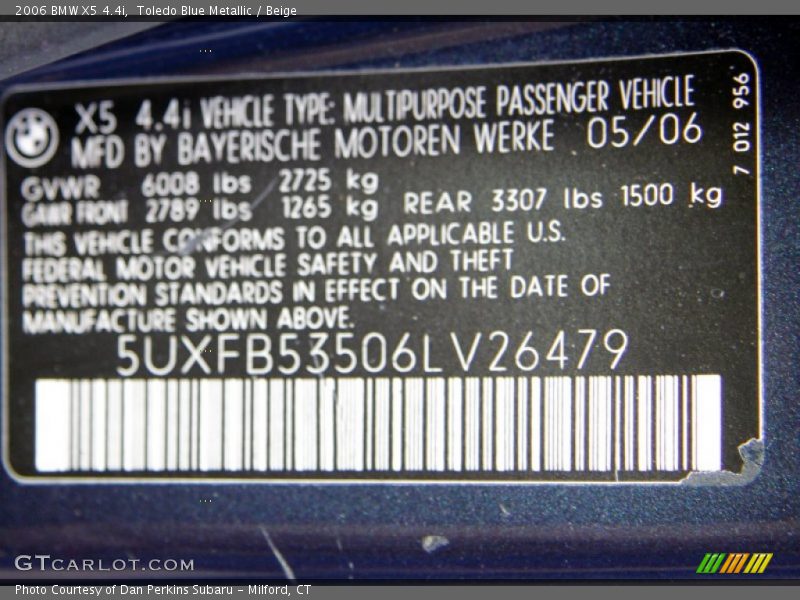 2006 BMW X5 4.4i, Toledo Blue Metallic / Beige
X5 4.4i VEHICLE TYPE: MULTIPURPOSE PASSENGER VEHICLE
MFD BY BAYERISCHE MOTOREN WERKE 05/06
7 012 956
GVWR 6008 lbs 2725 kg
GAWR FRONT 2789 lbs 1265 kg REAR 3307 lbs 1500 kg
THIS VEHICLE CONFORMS TO ALL APPLICABLE U.S.
FEDERAL MOTOR VEHICLE SAFETY AND THEFT
PREVENTION STANDARDS IN EFFECT ON THE DATE OF
MANUFACTURE SHOWN ABOVE.
5UXFB53506LV26479
GTCARLOT.COM
Photo Courtesy of Dan Perkins Subaru - Milford, CT